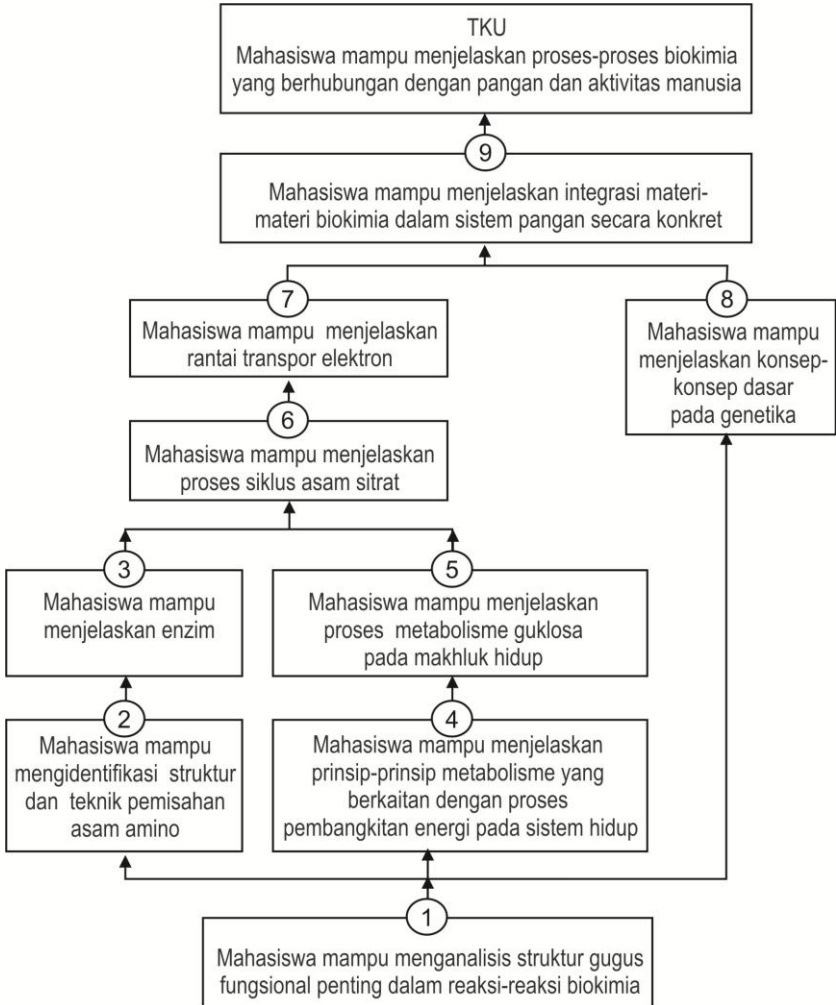 TKU
Mahasiswa mampu menjelaskan proses-proses biokimia
yang berhubungan dengan pangan dan aktivitas manusia
9
Mahasiswa mampu menjelaskan integrasi materi-
materi biokimia dalam sistem pangan secara konkret
7
Mahasiswa mampu menjelaskan
rantai transpor elektron
8
Mahasiswa mampu
menjelaskan konsep-
konsep dasar
pada genetika
6
Mahasiswa mampu menjelaskan
proses siklus asam sitrat
3
Mahasiswa mampu
menjelaskan enzim
5
Mahasiswa mampu menjelaskan
proses metabolisme guklosa
pada makhluk hidup
2
Mahasiswa mampu
mengidentifikasi struktur
dan teknik pemisahan
asam amino
4
Mahasiswa mampu menjelaskan
prinsip-prinsip metabolisme yang
berkaitan dengan proses
pembangkitan energi pada sistem hidup
1
Mahasiswa mampu menganalisis struktur gugus
fungsional penting dalam reaksi-reaksi biokimia